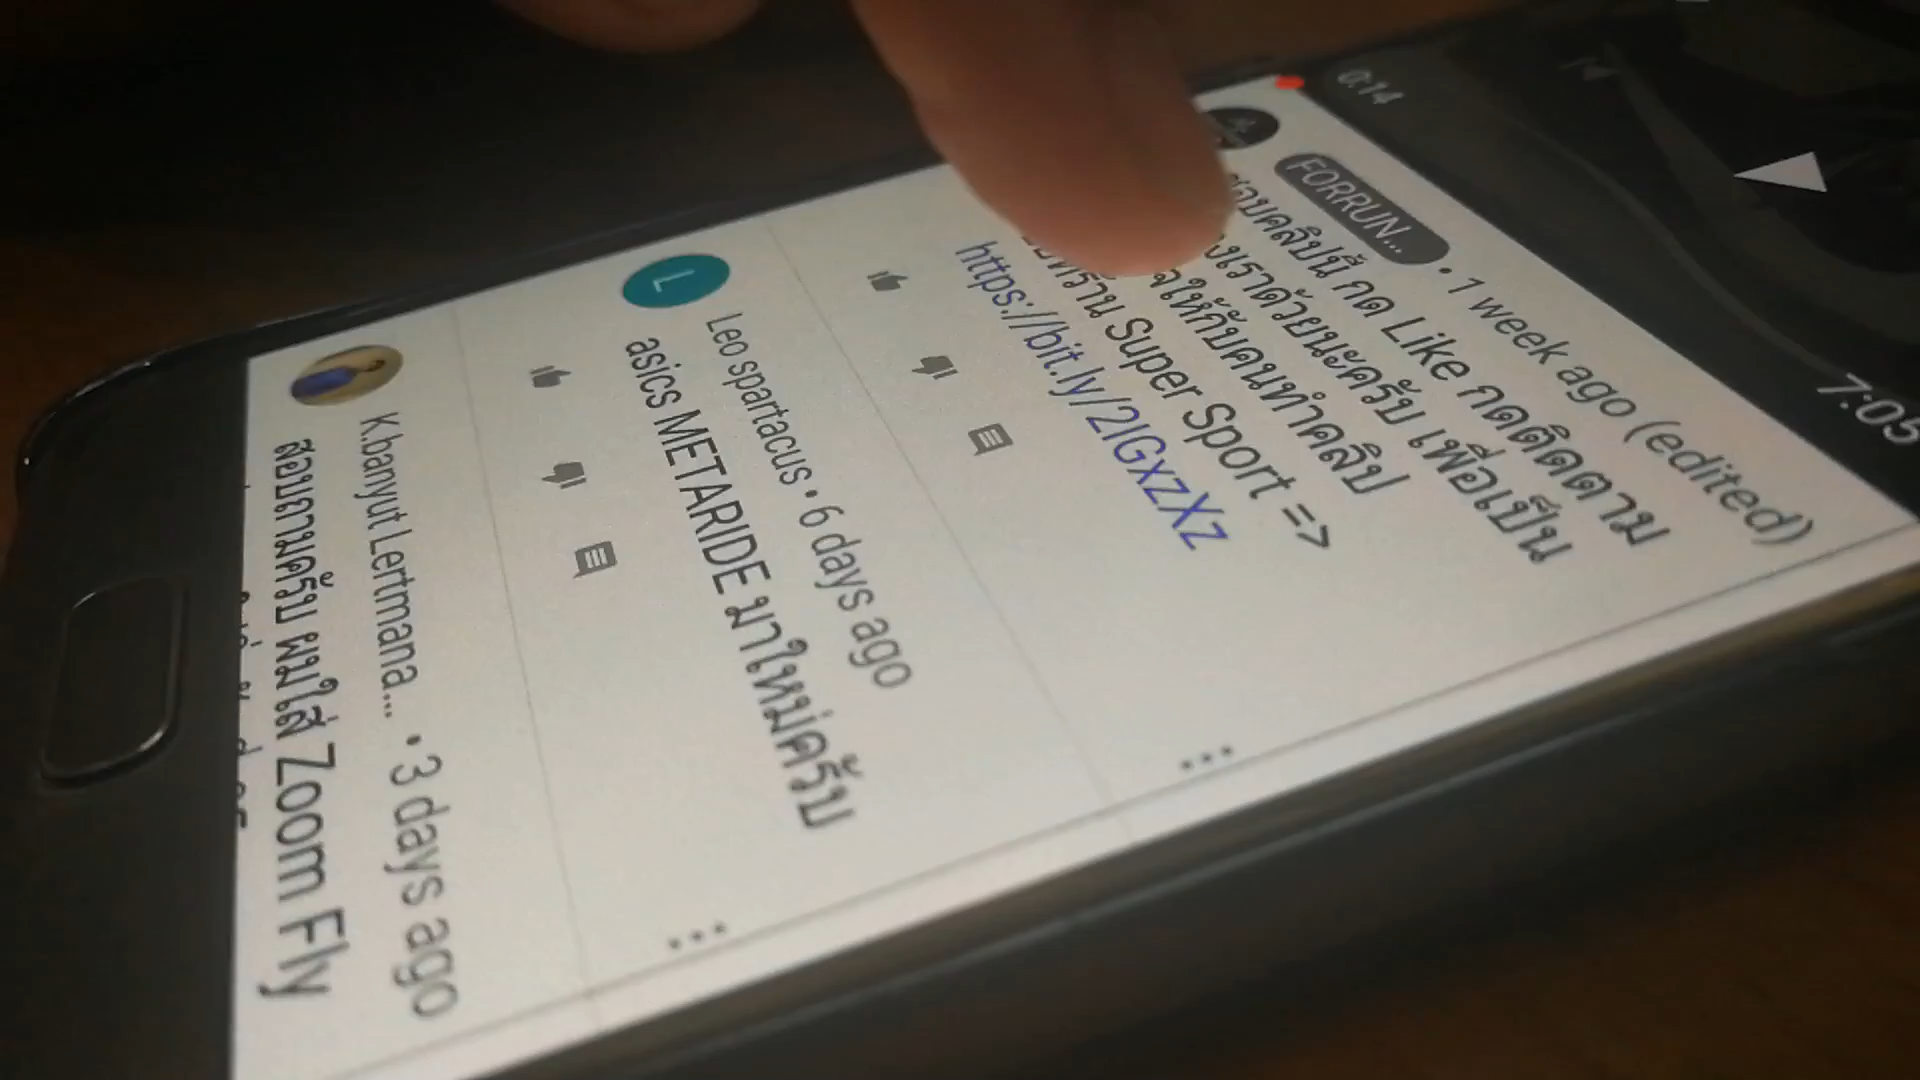 0:14
7:05
FORRUN... • 1 week ago (edited)
คลิปนี้ กด Like กดติดตาม
เราด้วยนะครับ เพื่อเป็น
ให้กับคนทำคลิป
Super Sport =>
https://bit.ly/2IGxzXz
L
Leo spartacus • 6 days ago
asics METARIDE มาใหม่ครับ
K.banyut Lertmana... • 3 days ago
สอบถามครับ ผมใส่ Zoom Fly